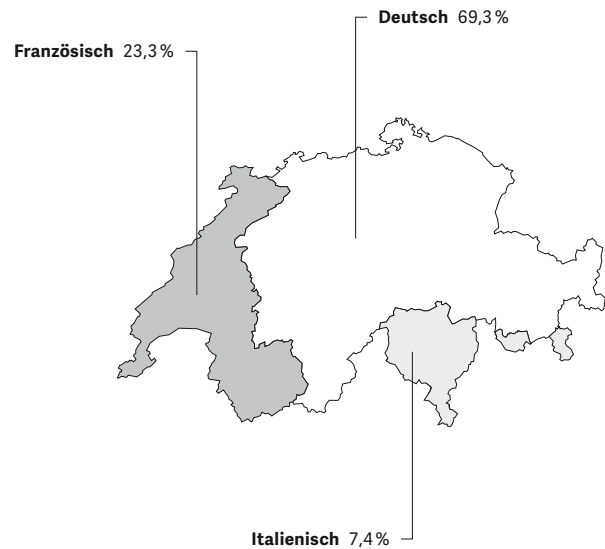 Deutsch 69,3 %
Französisch 23,3 %
Italienisch 7,4 %